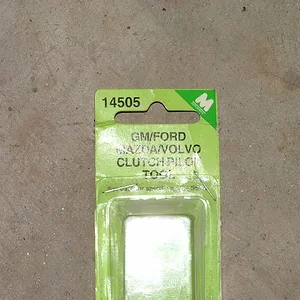 14505
M
GM/FORD
MAZDA/VOLVO
CLUTCH PILOT
TOOL